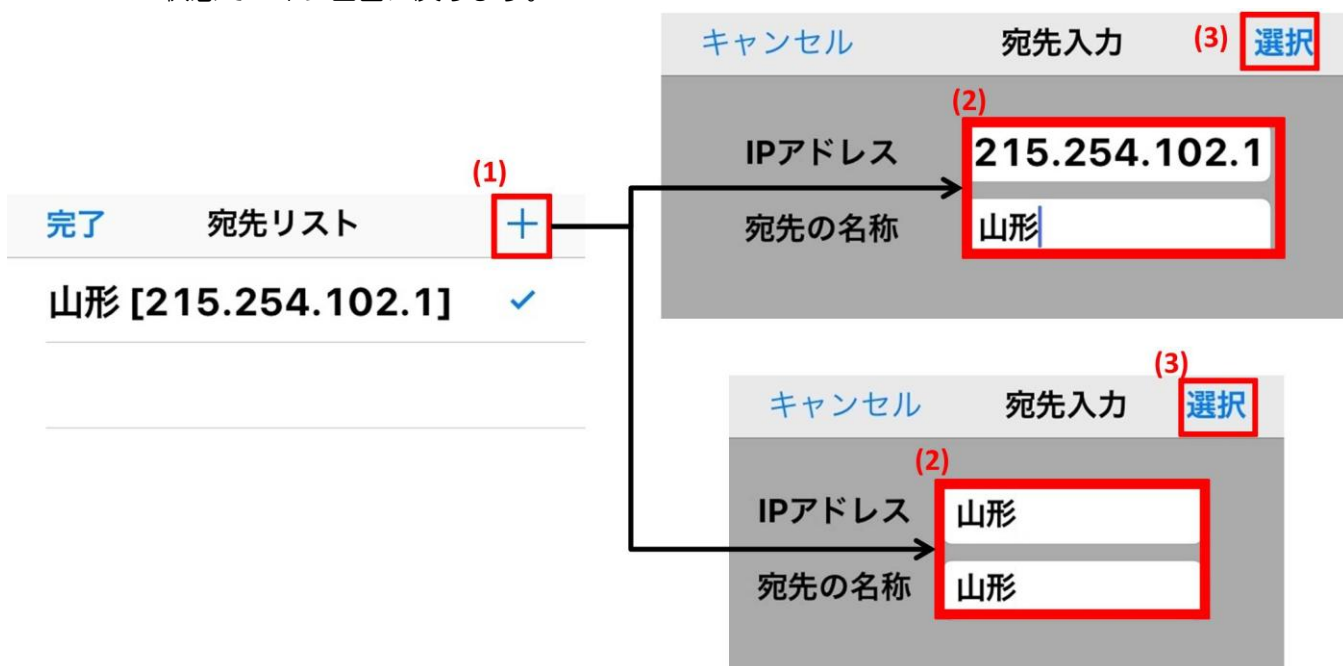 キャンセル 宛先入力 (3) 選択
(2)
IPアドレス 215.254.102.1
宛先の名称 山形
(1)
完了 宛先リスト +
山形 [215.254.102.1] ✓
(3)
キャンセル 宛先入力 選択
(2)
IPアドレス 山形
宛先の名称 山形